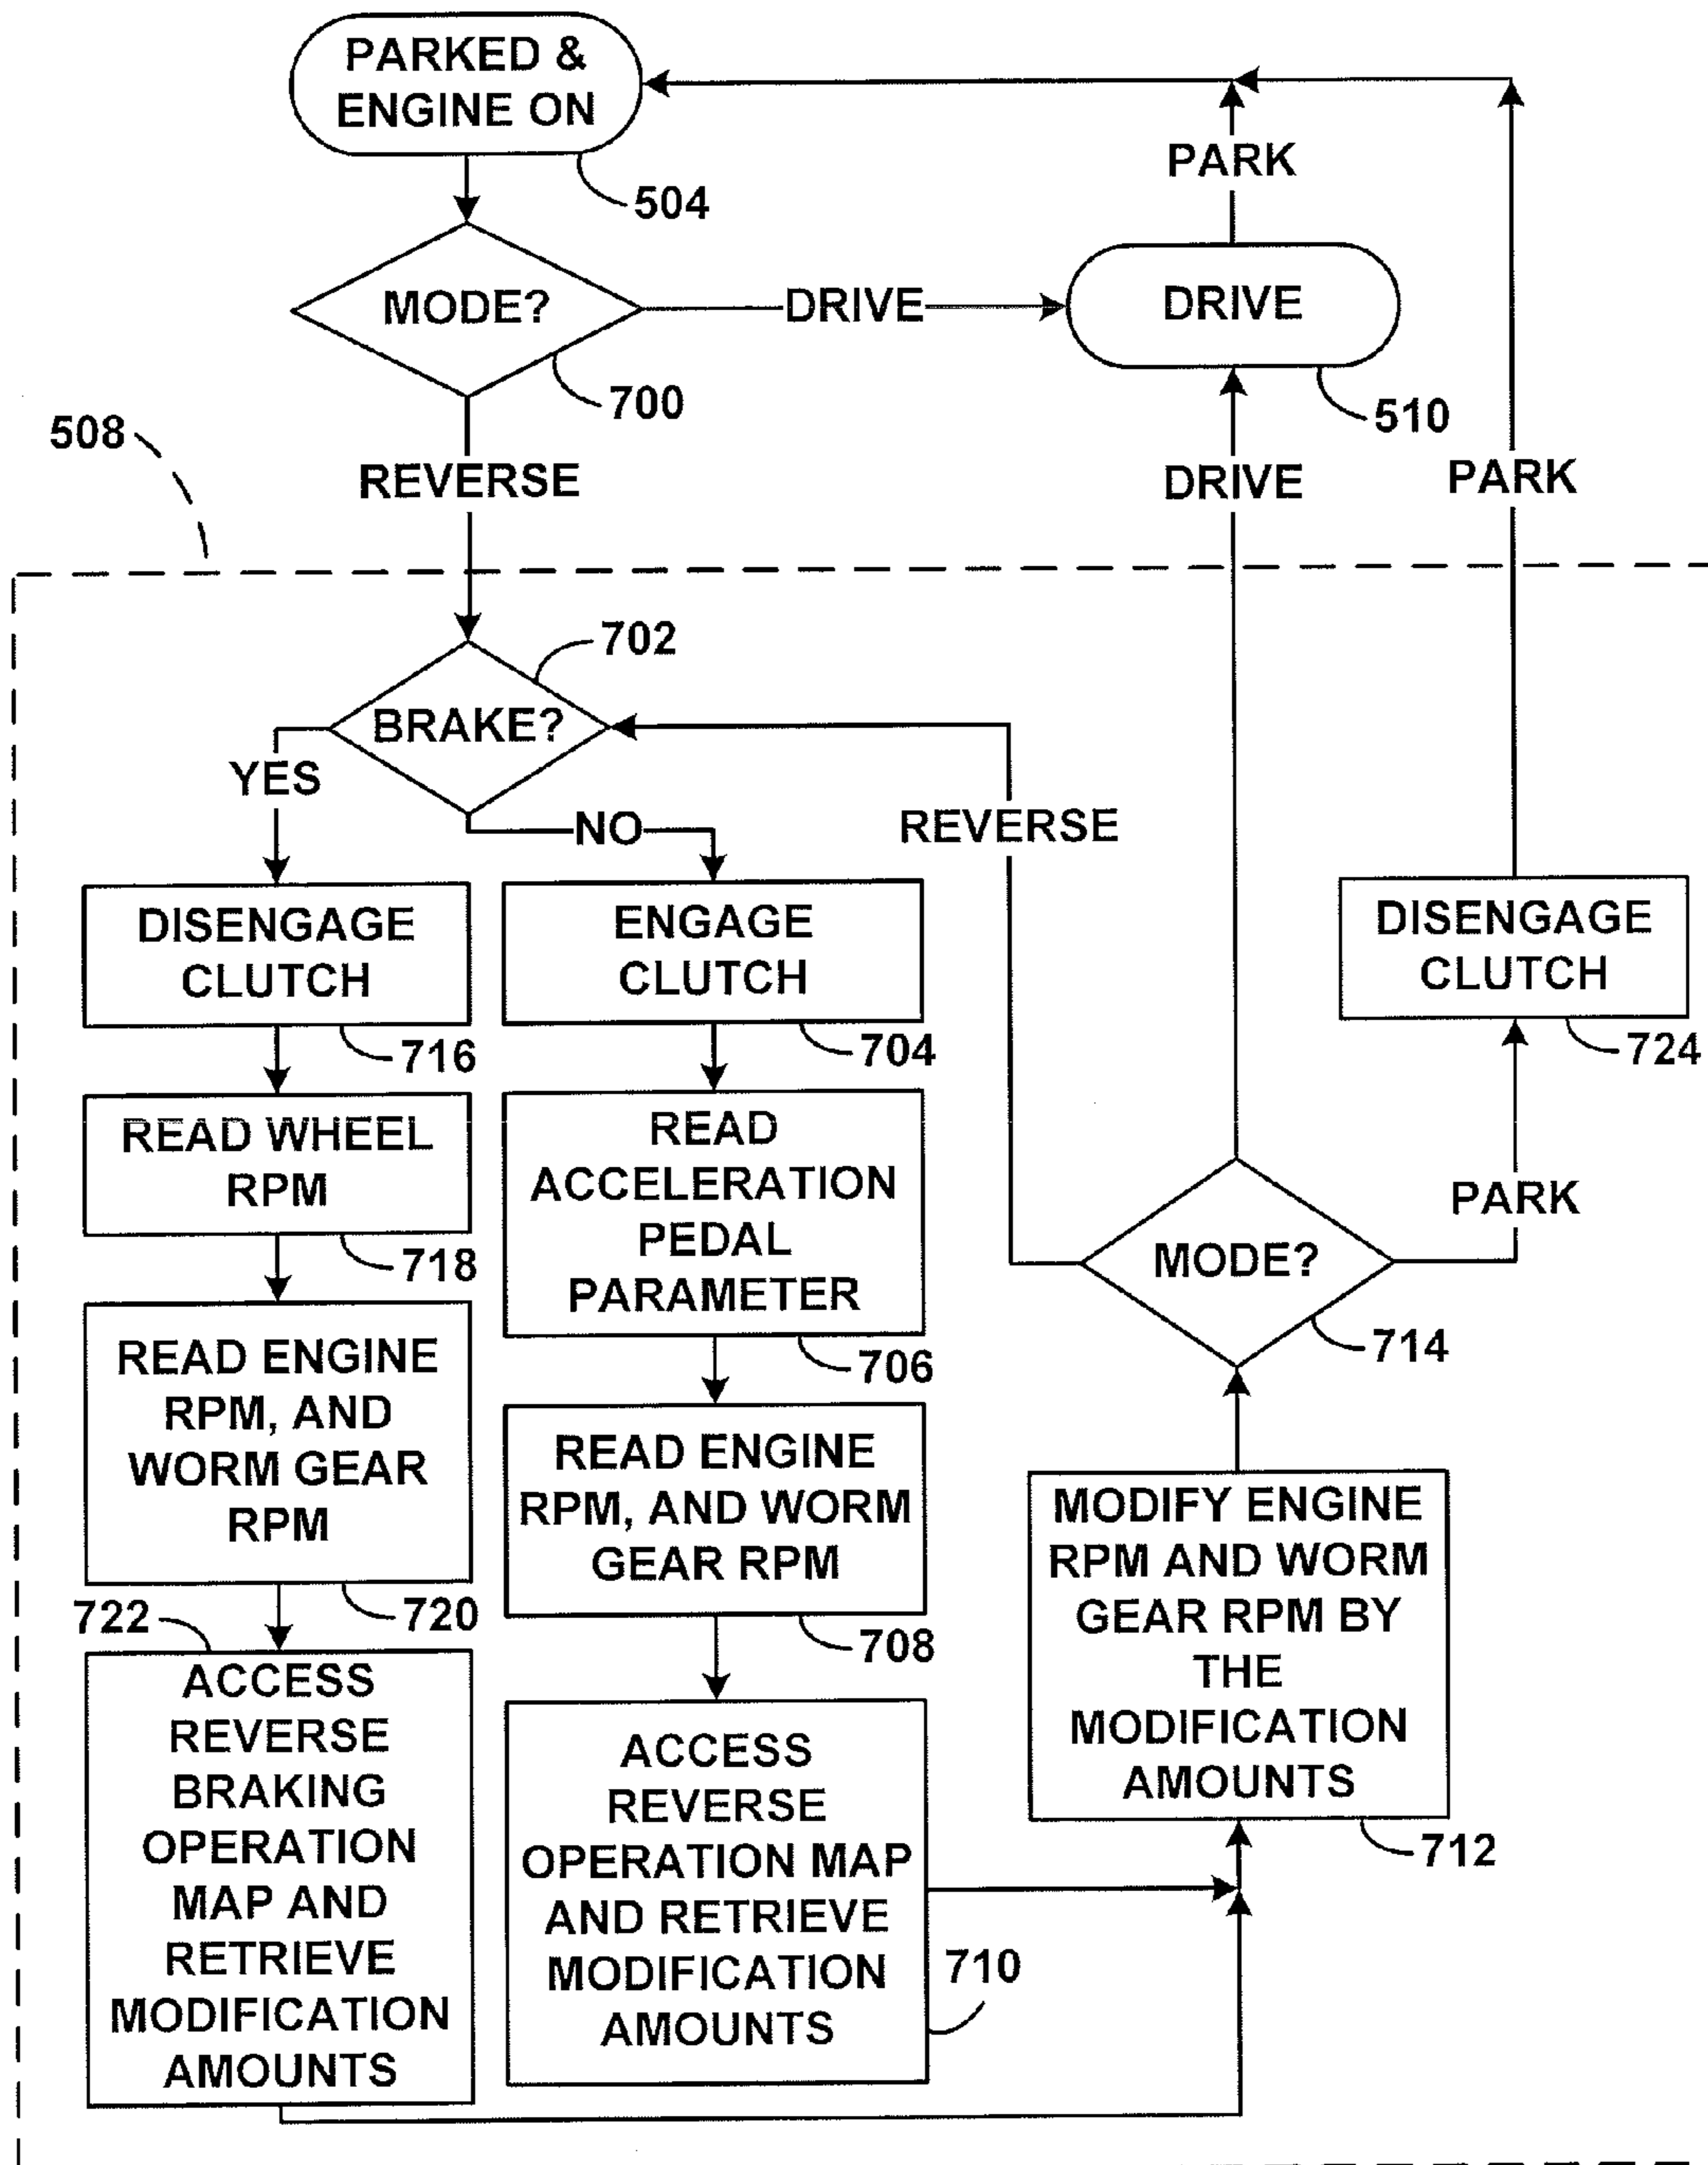 PARKED &
ENGINE ON
504
PARK
MODE?
DRIVE
DRIVE
700
510
508
REVERSE
DRIVE
PARK
702
BRAKE?
YES
NO
REVERSE
DISENGAGE
CLUTCH
716
ENGAGE
CLUTCH
704
DISENGAGE
CLUTCH
724
READ WHEEL
RPM
718
READ
ACCELERATION
PEDAL
PARAMETER
706
PARK
MODE?
714
READ ENGINE
RPM, AND
WORM GEAR
RPM
720
READ ENGINE
RPM, AND WORM
GEAR RPM
708
MODIFY ENGINE
RPM AND WORM
GEAR RPM BY
THE
MODIFICATION
AMOUNTS
712
722
ACCESS
REVERSE
BRAKING
OPERATION
MAP AND
RETRIEVE
MODIFICATION
AMOUNTS
ACCESS
REVERSE
OPERATION MAP
AND RETRIEVE
MODIFICATION
AMOUNTS
710